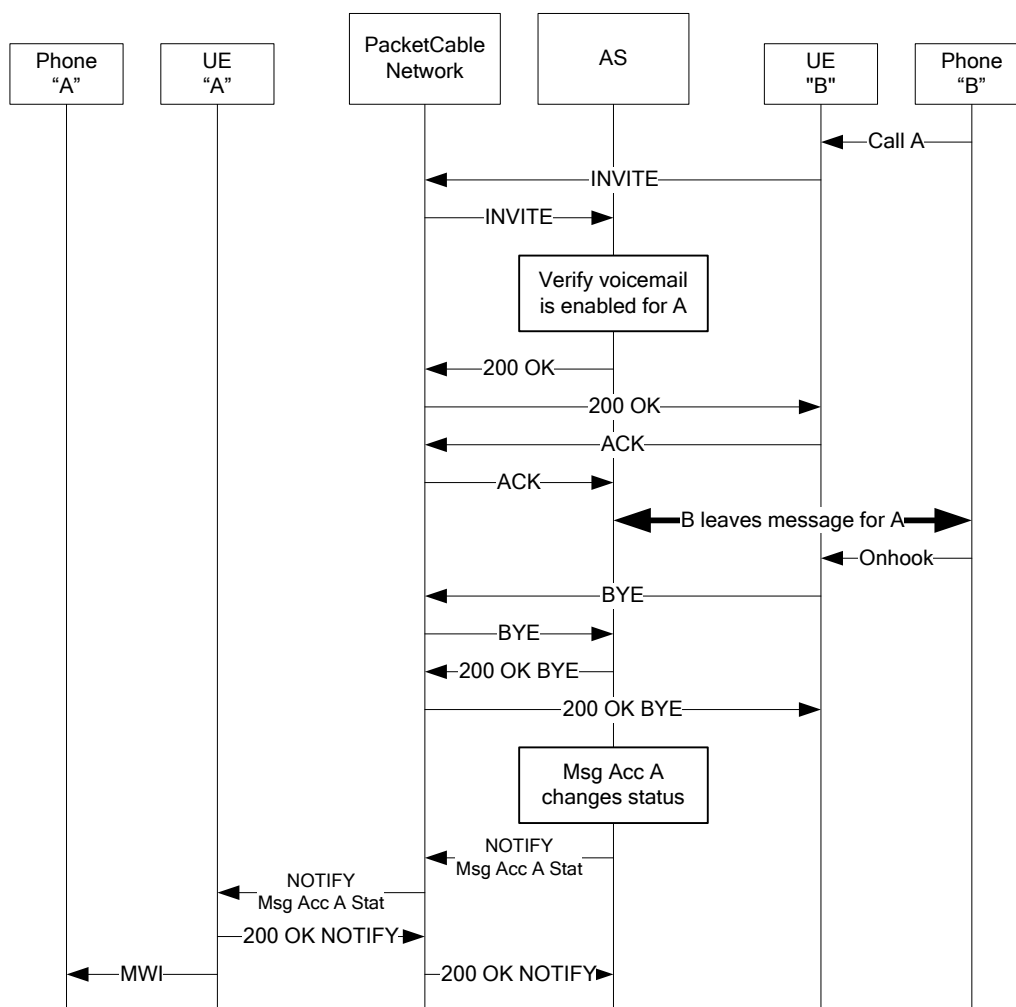 Phone
“A”
UE
“A”
PacketCable
Network
AS
UE
"B"
Phone
“B”
Call A
INVITE
INVITE
Verify voicemail
is enabled for A
200 OK
200 OK
ACK
ACK
B leaves message for A
Onhook
BYE
BYE
200 OK BYE
200 OK BYE
Msg Acc A
changes status
NOTIFY
Msg Acc A Stat
NOTIFY
Msg Acc A Stat
200 OK NOTIFY
MWI
200 OK NOTIFY